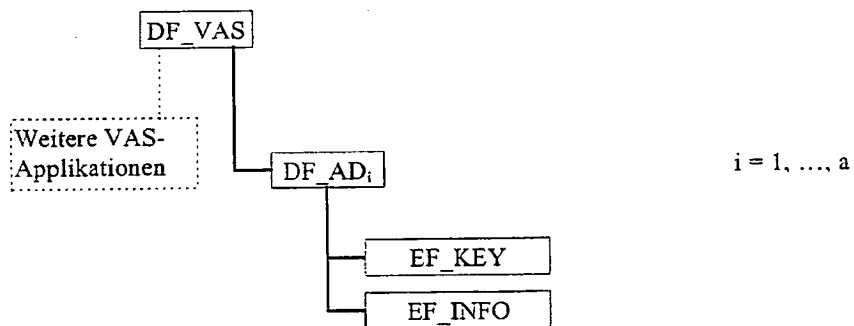 DF_VAS
Weitere VAS-
Applikationen
DF_ADᵢ
i = 1, ..., a
EF_KEY
EF_INFO